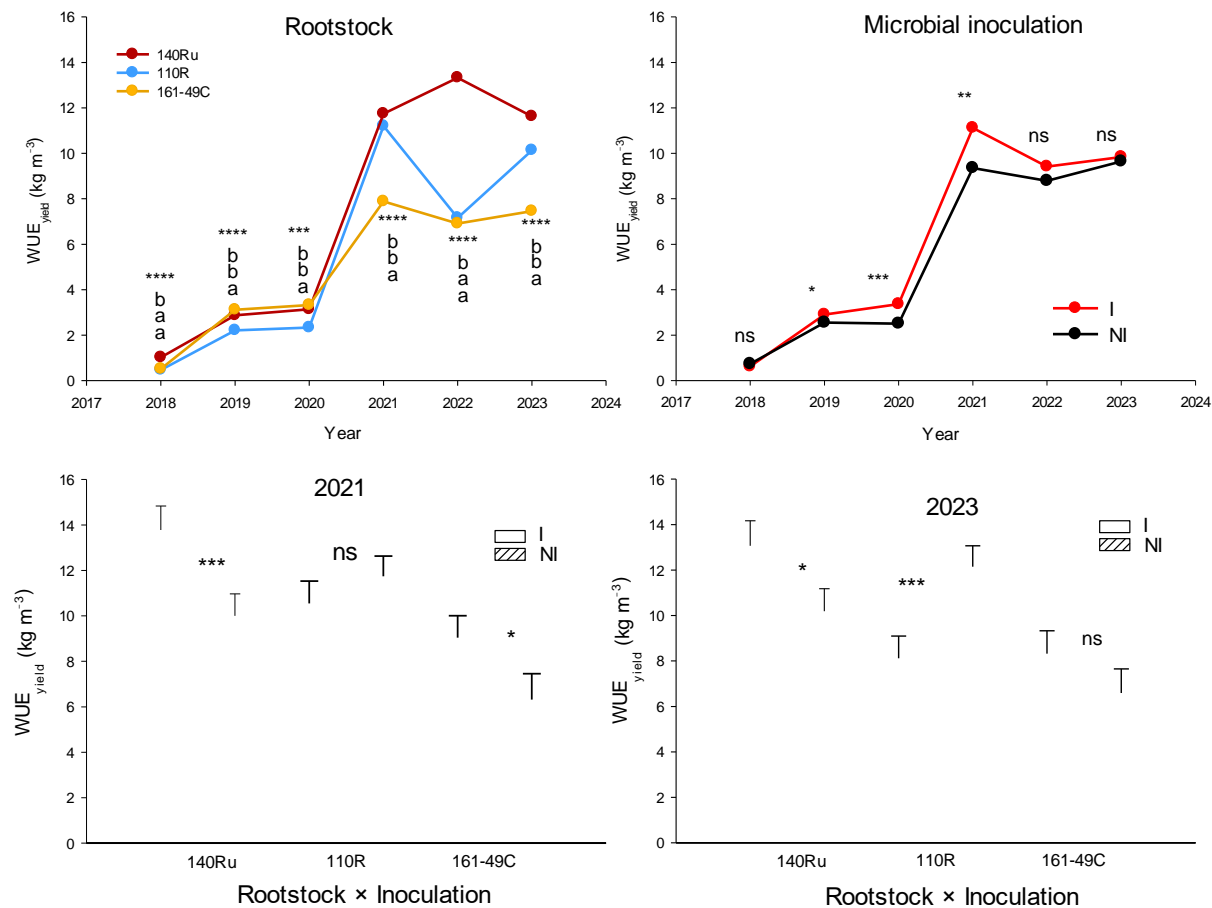 Rootstock
140Ru
110R
161-49C
WUEyield (kg m⁻³)
16
14
12
10
8
6
4
2
0
****
b
a
a
****
b
b
a
***
b
b
a
****
b
b
a
****
b
a
a
****
b
b
a
2017 2018 2019 2020 2021 2022 2023 2024
Year
Microbial inoculation
WUEyield (kg m⁻³)
16
14
12
10
8
6
4
2
0
ns
*
***
**
ns
ns
I
NI
2017 2018 2019 2020 2021 2022 2023 2024
Year
2021
I
NI
WUEyield (kg m⁻³)
16
14
12
10
8
6
4
2
0
***
ns
*
140Ru 110R 161-49C
Rootstock × Inoculation
2023
I
NI
WUEyield (kg m⁻³)
16
14
12
10
8
6
4
2
0
*
***
ns
140Ru 110R 161-49C
Rootstock × Inoculation